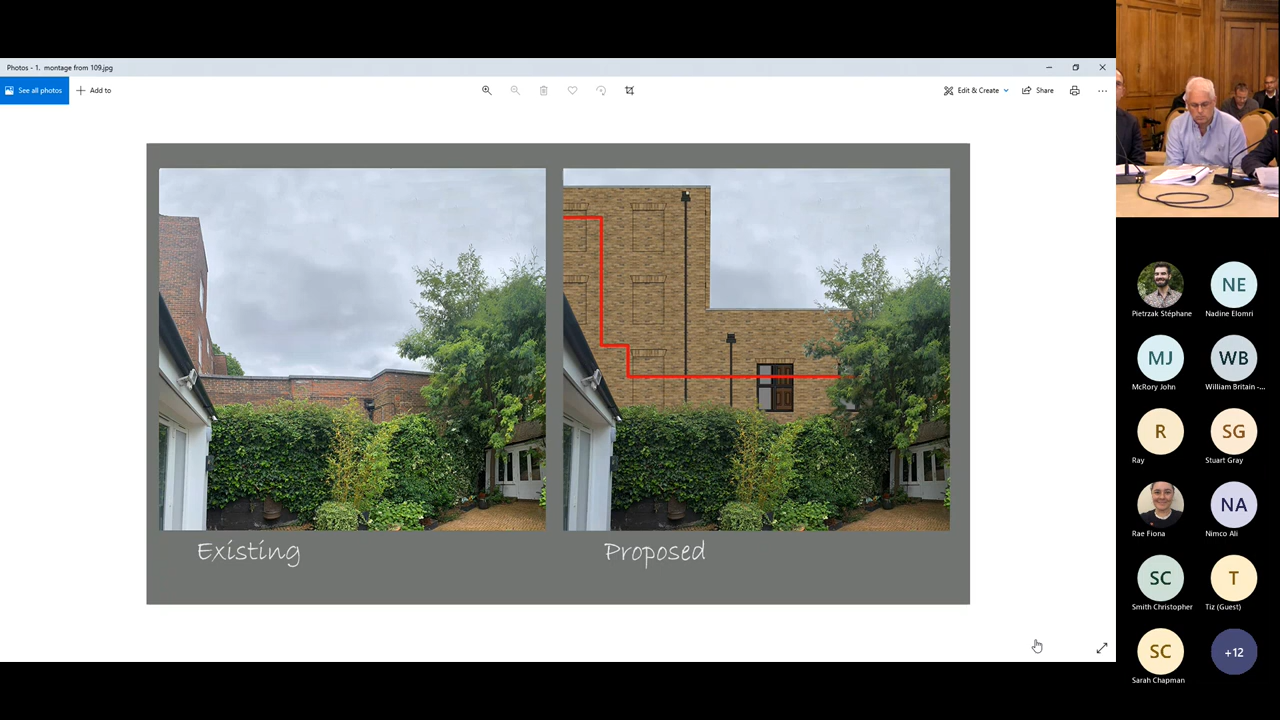 Photos - 1. montage from 109.jpg
See all photos
Add to
Edit & Create
Share
Existing
Proposed
Pietrzak Stéphane
NE
Nadine Elomri
MJ
McRory John
WB
William Britain -...
R
Ray
SG
Stuart Gray
Rae Fiona
NA
Nimco Ali
SC
Smith Christopher
T
Tiz (Guest)
SC
Sarah Chapman
+12